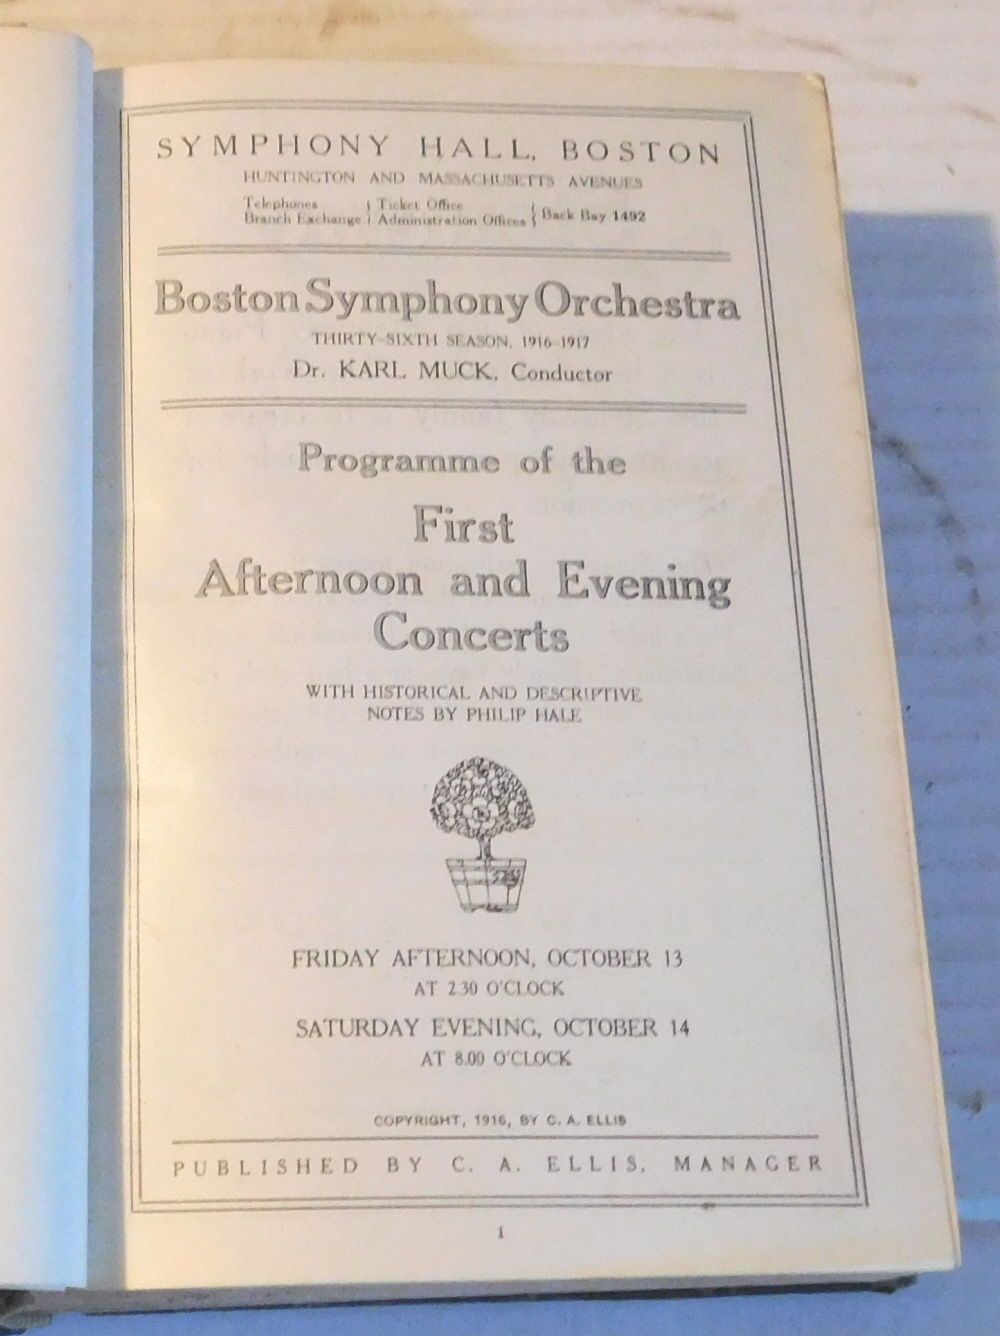 SYMPHONY HALL, BOSTON
HUNTINGTON AND MASSACHUSETTS AVENUES
Telephones { Ticket Office } Back Bay 1492
Branch Exchange { Administration Offices }
Boston Symphony Orchestra
THIRTY-SIXTH SEASON, 1916-1917
Dr. KARL MUCK, Conductor
Programme of the
First
Afternoon and Evening
Concerts
WITH HISTORICAL AND DESCRIPTIVE
NOTES BY PHILIP HALE
FRIDAY AFTERNOON, OCTOBER 13
AT 2.30 O'CLOCK
SATURDAY EVENING, OCTOBER 14
AT 8.00 O'CLOCK
COPYRIGHT, 1916, BY C. A. ELLIS
PUBLISHED BY C. A. ELLIS, MANAGER
1